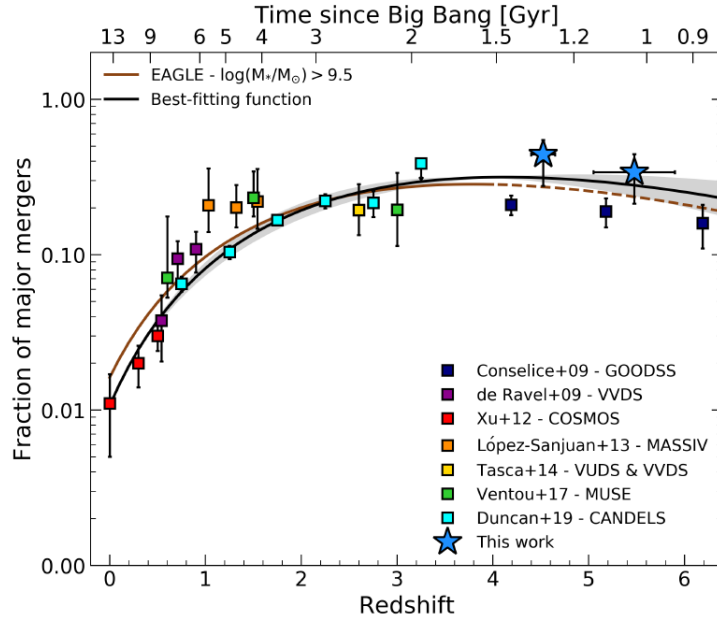 Time since Big Bang [Gyr]
13 9 6 5 4 3 2 1.5 1.2 1 0.9
EAGLE - log(M*/M⊙) > 9.5
Best-fitting function
1.00
0.10
0.01
0.00
Fraction of major mergers
Conselice+09 - GOODSS
de Ravel+09 - VVDS
Xu+12 - COSMOS
López-Sanjuan+13 - MASSIV
Tasca+14 - VUDS & VVDS
Ventou+17 - MUSE
Duncan+19 - CANDELS
This work
0 1 2 3 4 5 6
Redshift